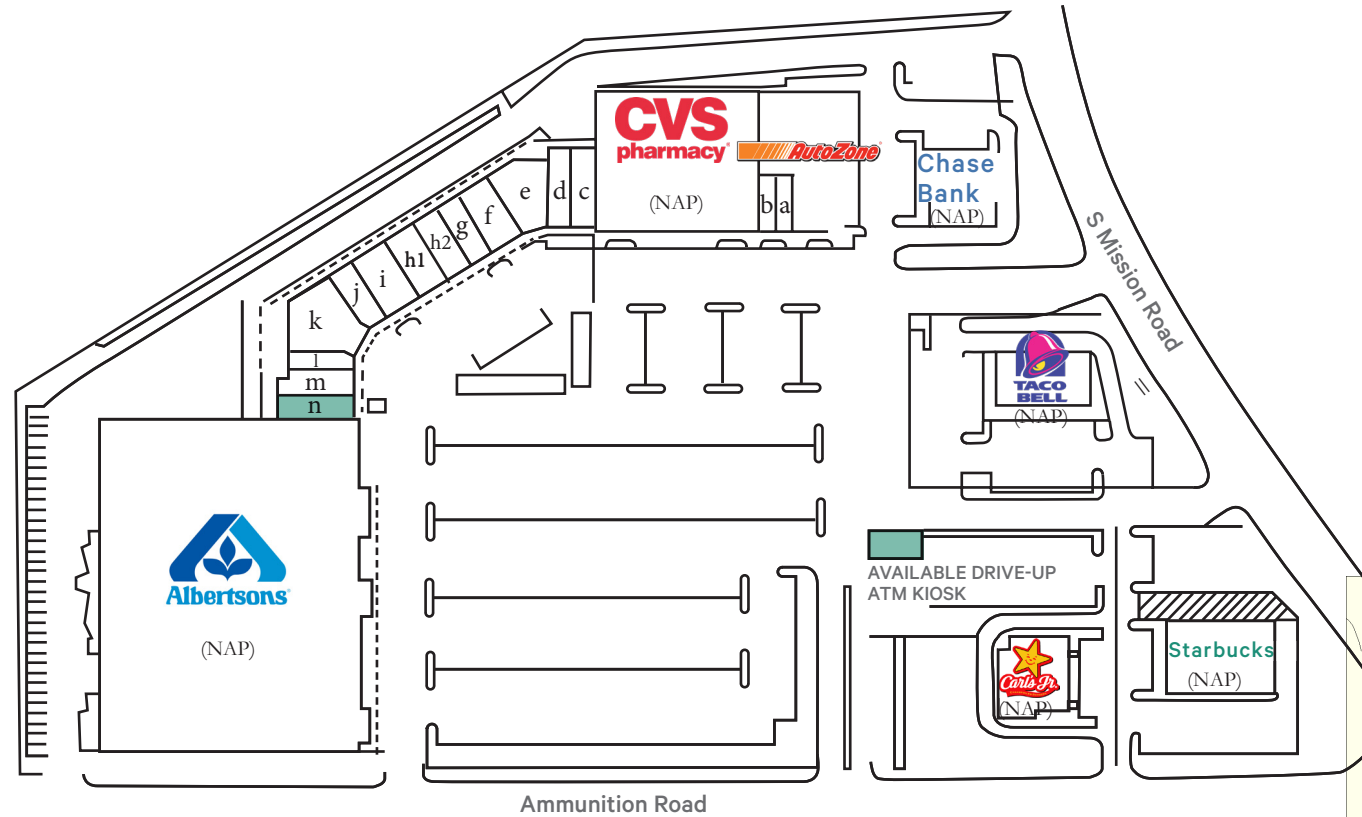 CVS
pharmacy®
(NAP)
AutoZone
Chase
Bank
(NAP)
e
d
c
b
a
f
g
h2
h1
i
j
k
l
m
n
S Mission Road
TACO
BELL
(NAP)
Albertsons®
(NAP)
AVAILABLE DRIVE-UP
ATM KIOSK
Carl's Jr.
(NAP)
Starbucks
(NAP)
Ammunition Road